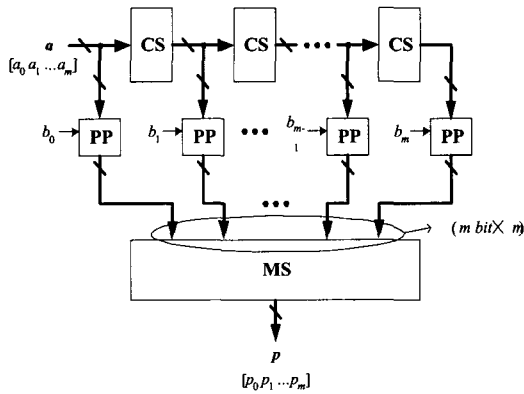 a
CS CS ••• CS
[a0 a1 ...am]
b0 PP b1 PP ••• bm-1 PP bm PP
•••
(m bit× m)
MS
p
[p0 p1 ...pm]